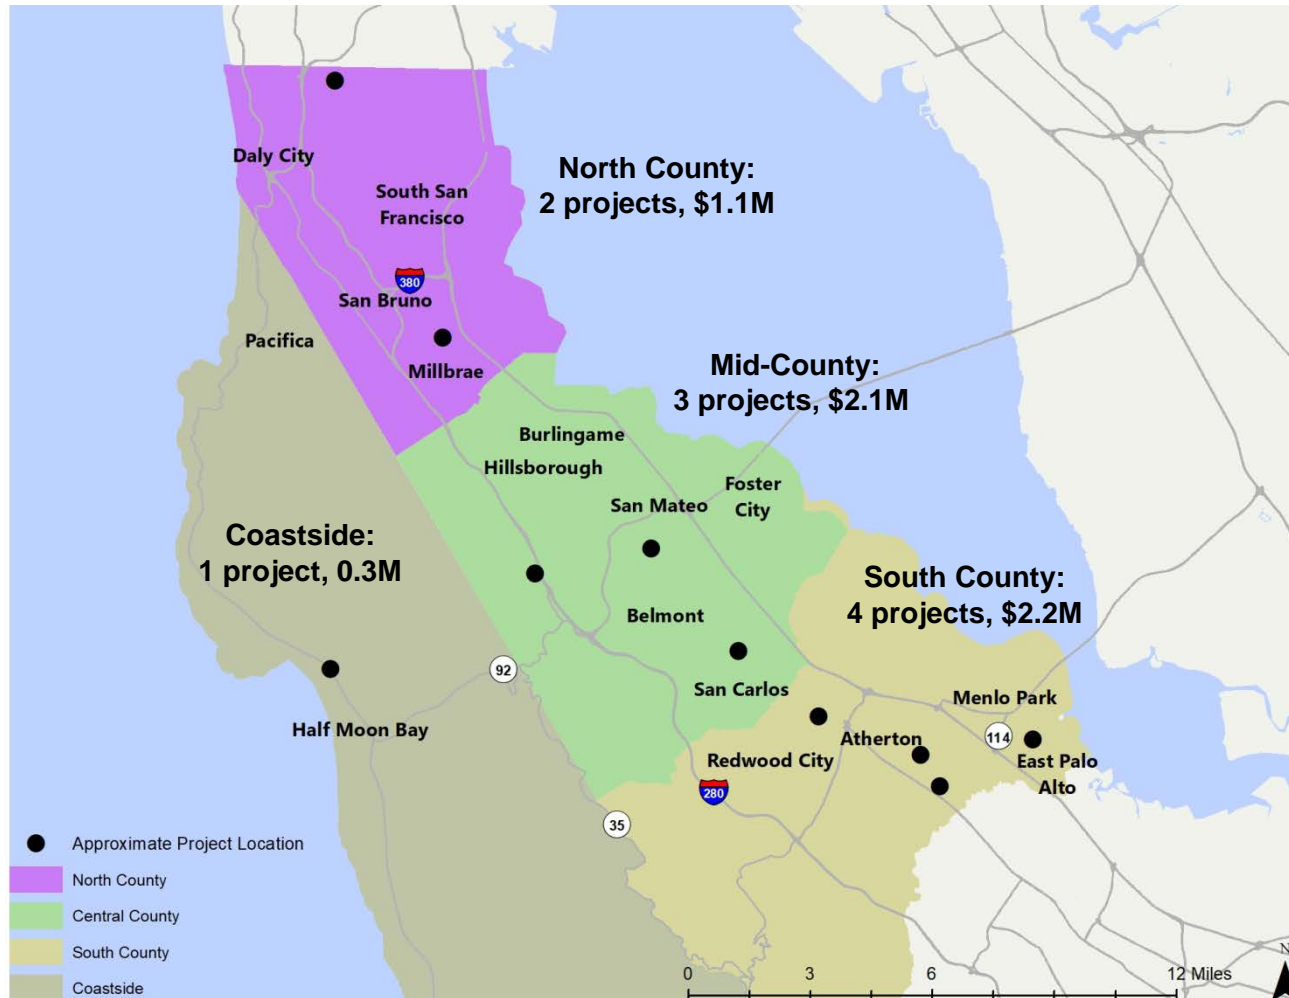 Daly City
South San
Francisco
North County:
2 projects, $1.1M
380
San Bruno
Pacifica
Millbrae
Mid-County:
3 projects, $2.1M
Burlingame
Hillsborough
San Mateo
Foster
City
Coastside:
1 project, 0.3M
South County:
4 projects, $2.2M
Belmont
92
San Carlos
Menlo Park
Half Moon Bay
Atherton
114
Redwood City
East Palo
Alto
280
35
Approximate Project Location
North County
Central County
South County
Coastside
0 3 6 12 Miles
N